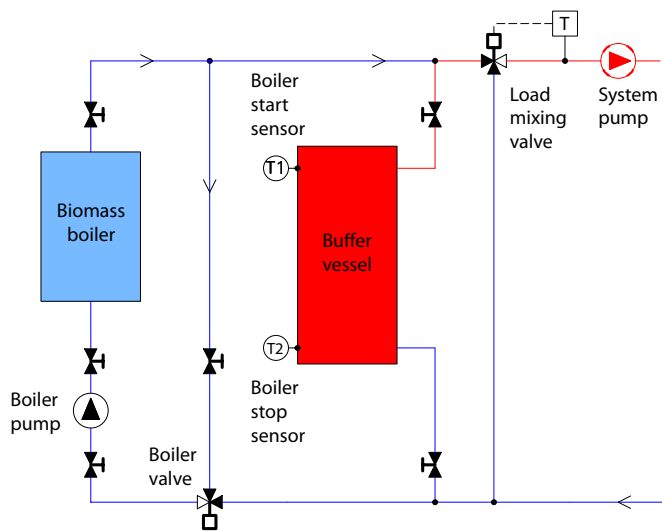 T
Boiler
start
sensor
Load
mixing
valve
System
pump
T1
Biomass
boiler
Buffer
vessel
T2
Boiler
pump
Boiler
stop
sensor
Boiler
valve